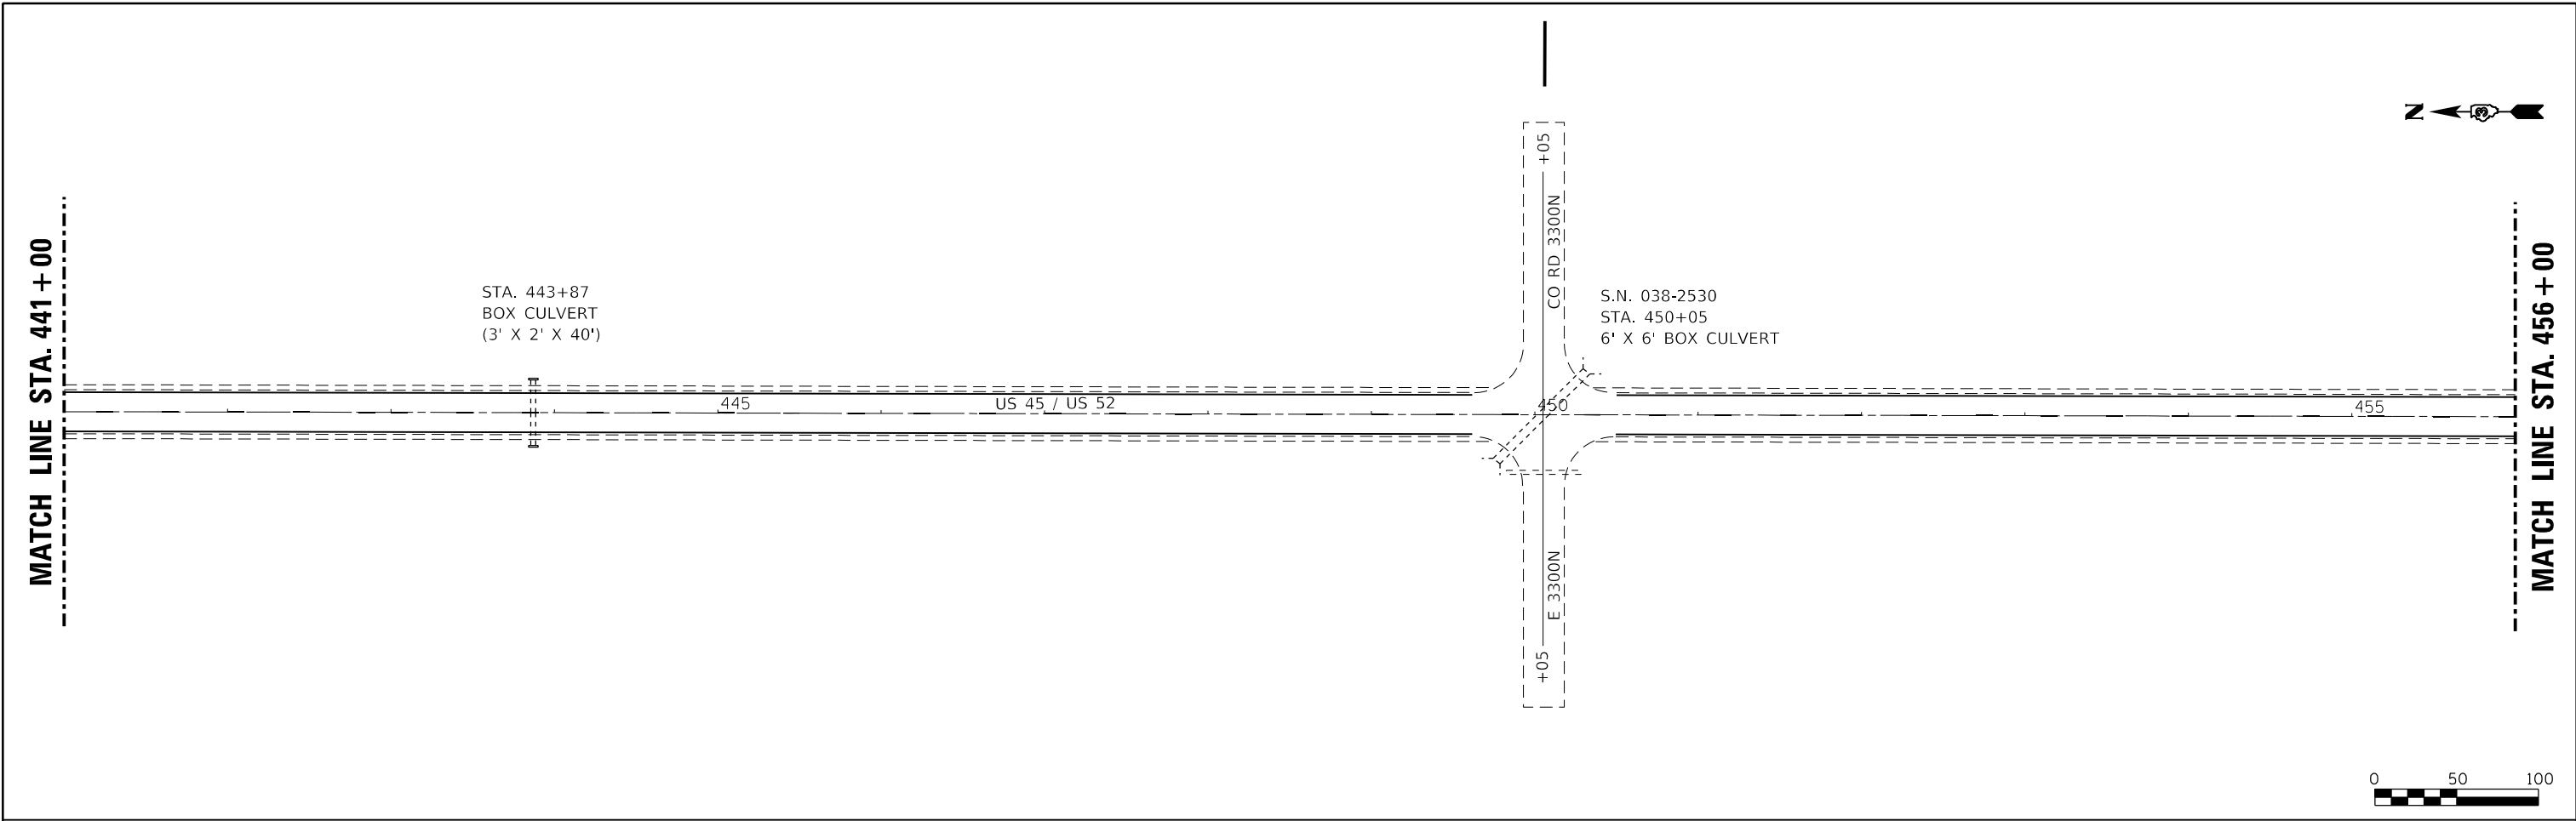 N
3
+05
CO RD 3300N
MATCH LINE STA. 441+00
STA. 443+87
BOX CULVERT
(3' X 2' X 40')
S.N. 038-2530
STA. 450+05
6' X 6' BOX CULVERT
MATCH LINE STA. 456+00
445
US 45 / US 52
450
455
E 3300N
+05
0 50 100